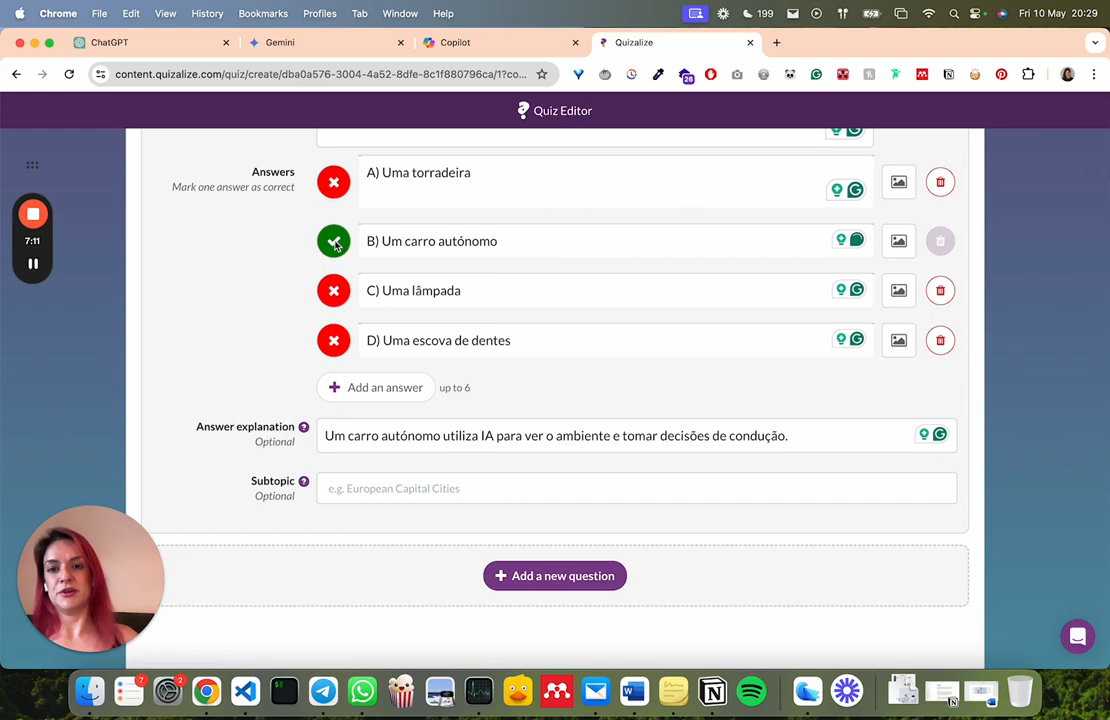 Chrome File Edit View History Bookmarks Profiles Tab Window Help 199 Fri 10 May 20:29
ChatGPT Gemini Copilot Quizalize
content.quizalize.com/quiz/create/dba0a576-3004-4a52-8dfe-8c1f880796ca/1?co... 26
Quiz Editor
Answers
Mark one answer as correct
A) Uma torradeira
B) Um carro autónomo
C) Uma lâmpada
D) Uma escova de dentes
Add an answer up to 6
Answer explanation
Optional
Um carro autónomo utiliza IA para ver o ambiente e tomar decisões de condução.
Subtopic
Optional
e.g. European Capital Cities
Add a new question
7:11
7 2